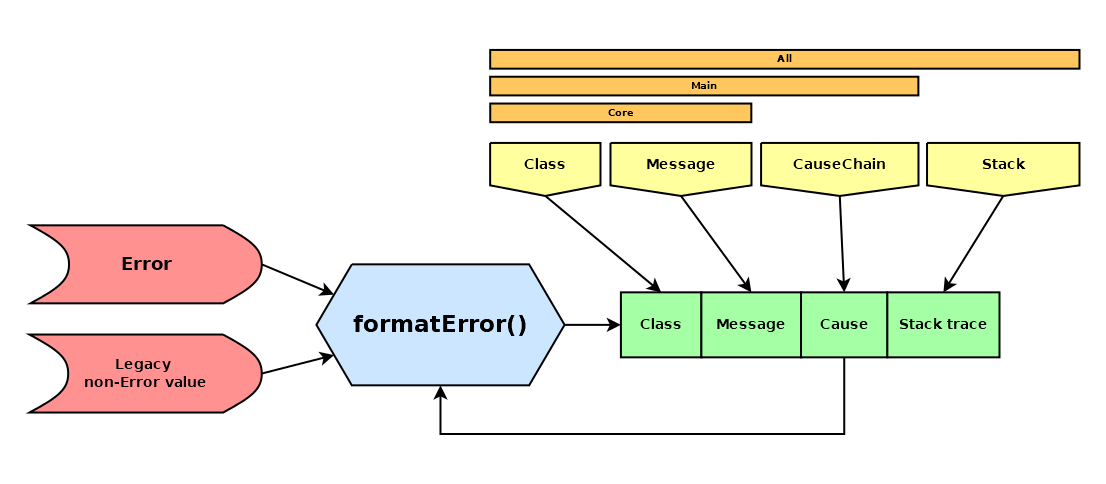 All
Main
Core
Class
Message
CauseChain
Stack
Error
Legacy
non-Error value
formatError()
Class
Message
Cause
Stack trace